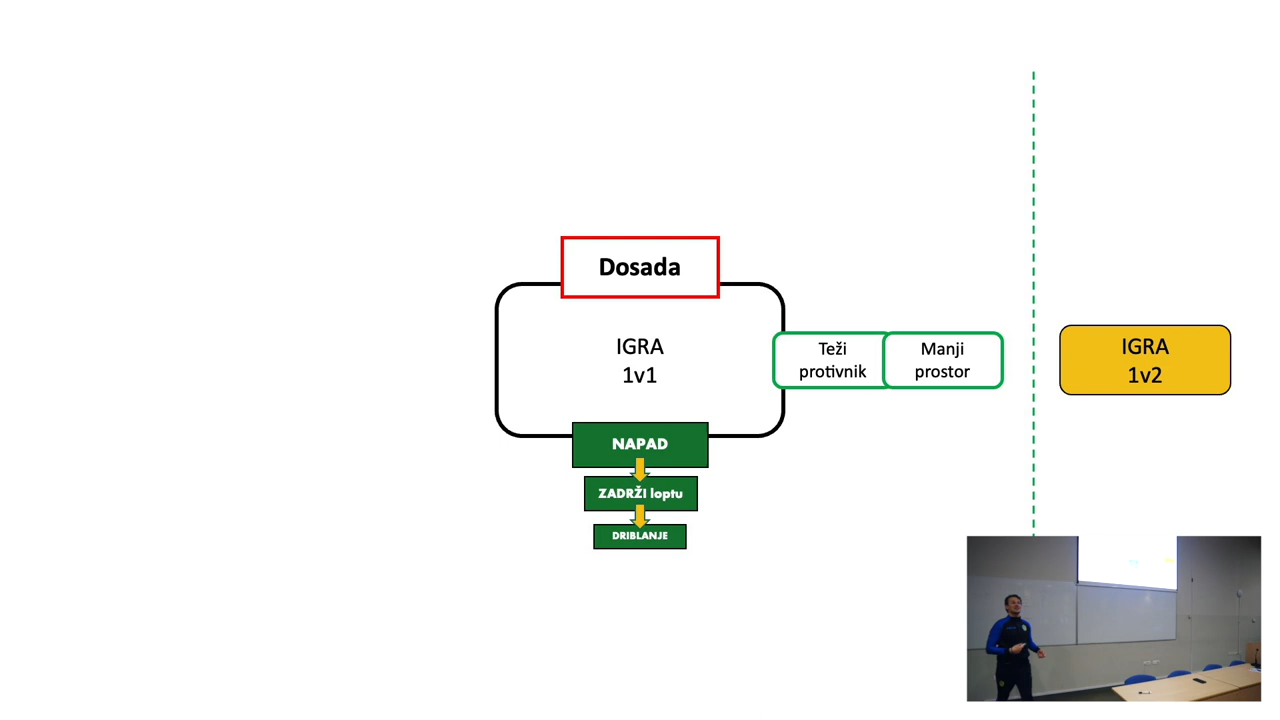 Dosada
IGRA
1v1
Teži
protivnik
Manji
prostor
IGRA
1v2
NAPAD
ZADRŽI loptu
DRIBLANJE